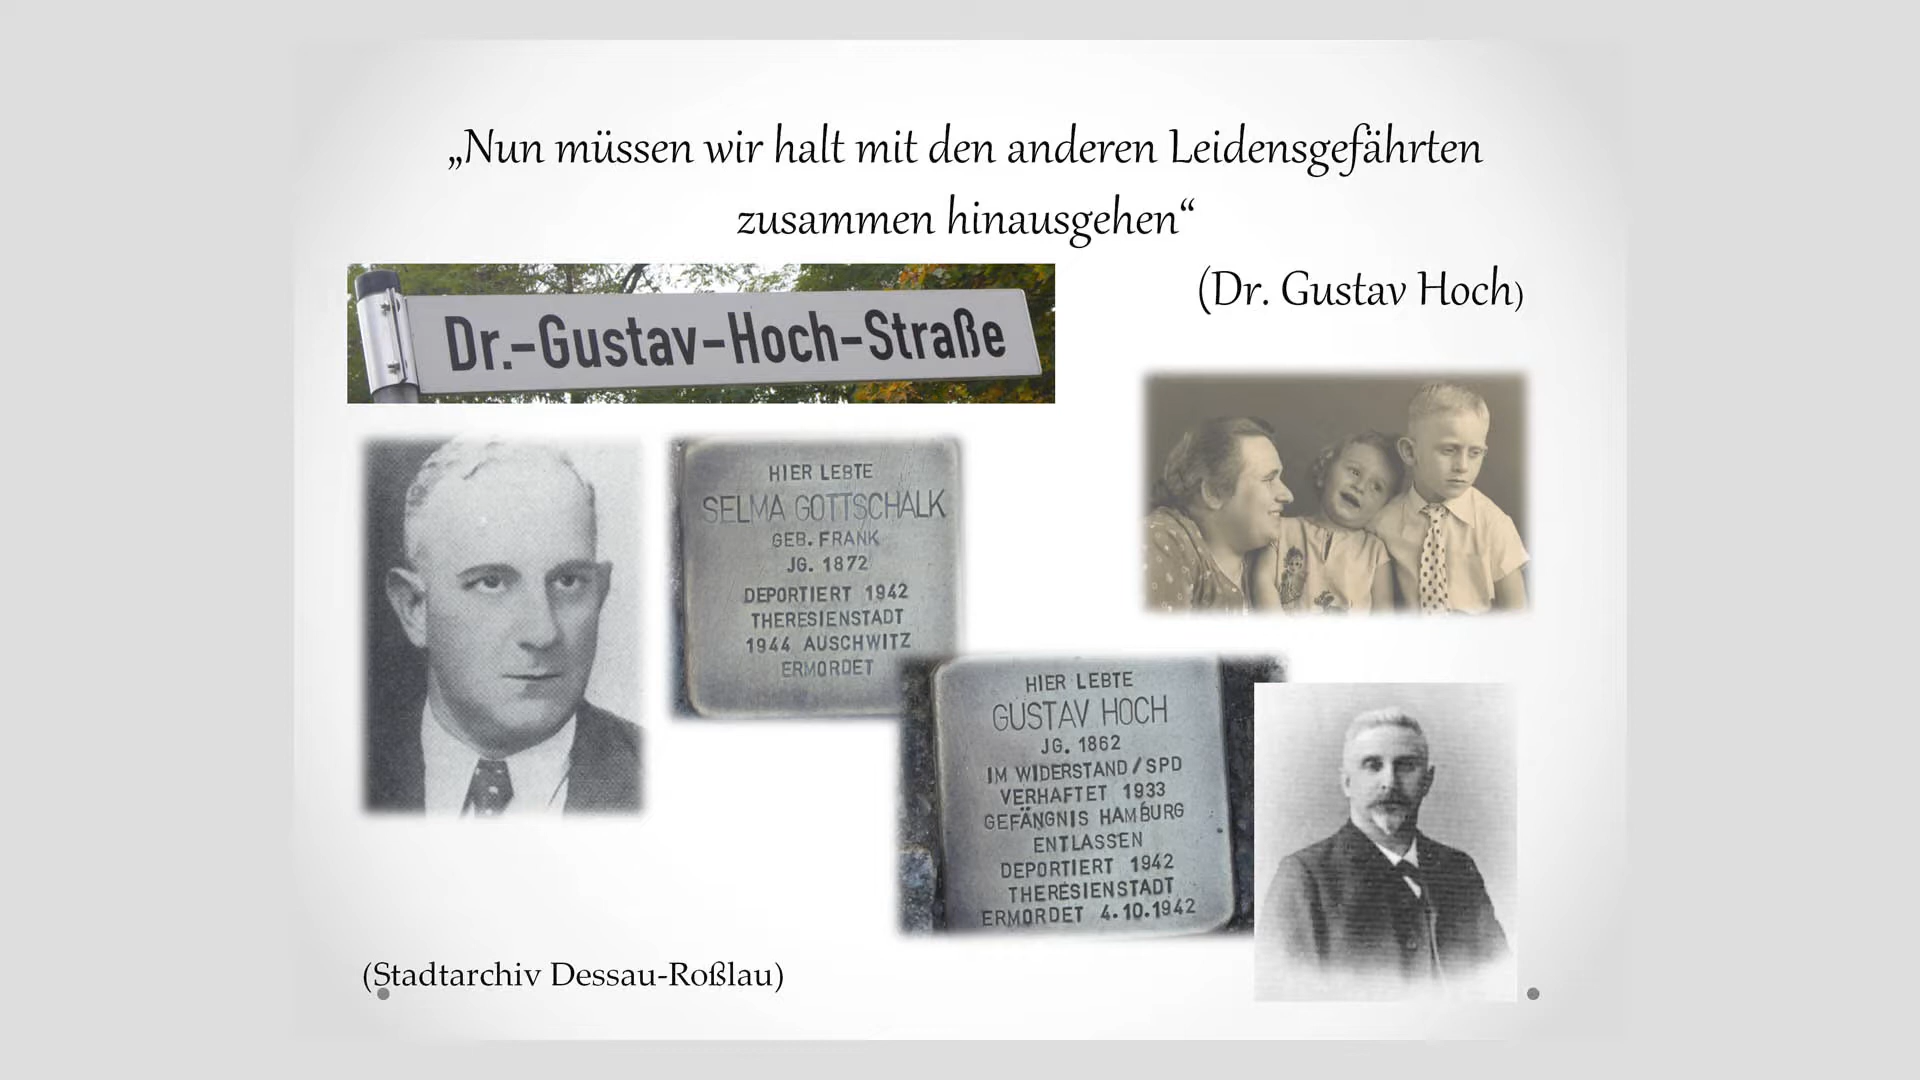 „Nun müssen wir halt mit den anderen Leidensgefährten
zusammen hinausgehen“
(Dr. Gustav Hoch)
Dr.-Gustav-Hoch-Straße
HIER LEBTE
SELMA GOTTSCHALK
GEB. FRANK
JG. 1872
DEPORTIERT 1942
THERESIENSTADT
1944 AUSCHWITZ
ERMORDET
HIER LEBTE
GUSTAV HOCH
JG. 1862
IM WIDERSTAND / SPD
VERHAFTET 1933
GEFÄNGNIS HAMBURG
ENTLASSEN
DEPORTIERT 1942
THERESIENSTADT
ERMORDET 4.10.1942
(Stadtarchiv Dessau-Roßlau)